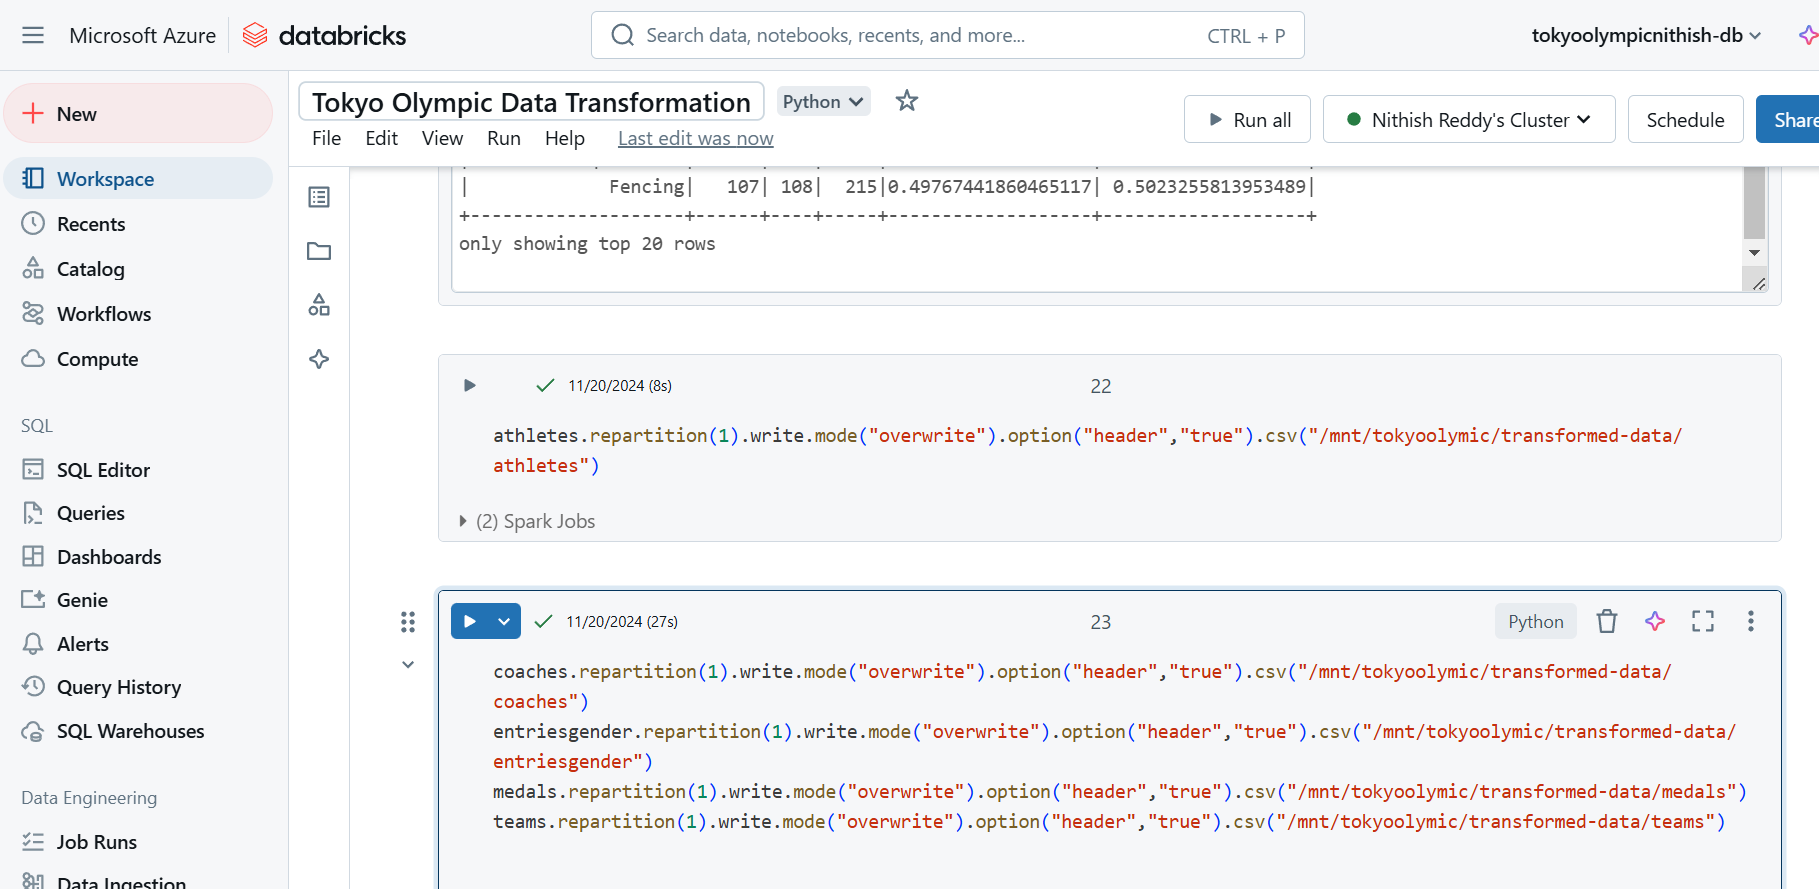 Microsoft Azure databricks Search data, notebooks, recents, and more... CTRL + P tokyoolympicnithish-db
New
Workspace
Recents
Catalog
Workflows
Compute
SQL
SQL Editor
Queries
Dashboards
Genie
Alerts
Query History
SQL Warehouses
Data Engineering
Job Runs
Data Ingestion
Tokyo Olympic Data Transformation Python
File Edit View Run Help Last edit was now
Run all Nithish Reddy's Cluster Schedule Share
| Fencing| 107| 108| 215|0.49767441860465117| 0.5023255813953489|
+---------------------+------+----+-----+-------------------+------------------+
only showing top 20 rows
11/20/2024 (8s) 22
athletes.repartition(1).write.mode("overwrite").option("header","true").csv("/mnt/tokyoolymic/transformed-data/
athletes")
(2) Spark Jobs
11/20/2024 (27s) 23 Python
coaches.repartition(1).write.mode("overwrite").option("header","true").csv("/mnt/tokyoolymic/transformed-data/
coaches")
entriesgender.repartition(1).write.mode("overwrite").option("header","true").csv("/mnt/tokyoolymic/transformed-data/
entriesgender")
medals.repartition(1).write.mode("overwrite").option("header","true").csv("/mnt/tokyoolymic/transformed-data/medals")
teams.repartition(1).write.mode("overwrite").option("header","true").csv("/mnt/tokyoolymic/transformed-data/teams")